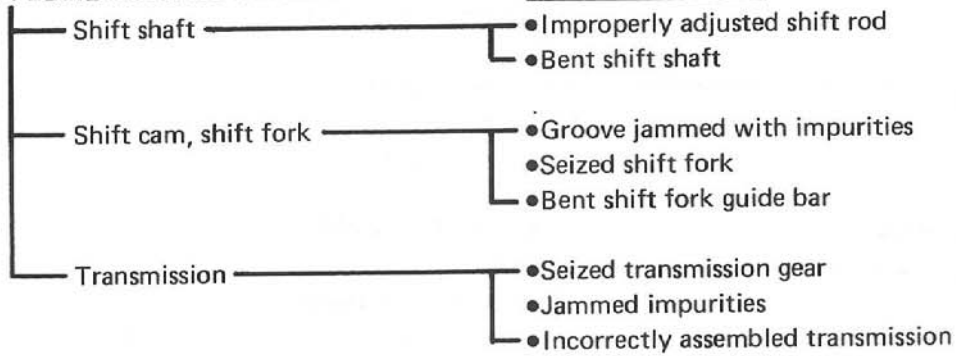 Shift shaft
•Improperly adjusted shift rod
•Bent shift shaft
Shift cam, shift fork
•Groove jammed with impurities
•Seized shift fork
•Bent shift fork guide bar
Transmission
•Seized transmission gear
•Jammed impurities
•Incorrectly assembled transmission